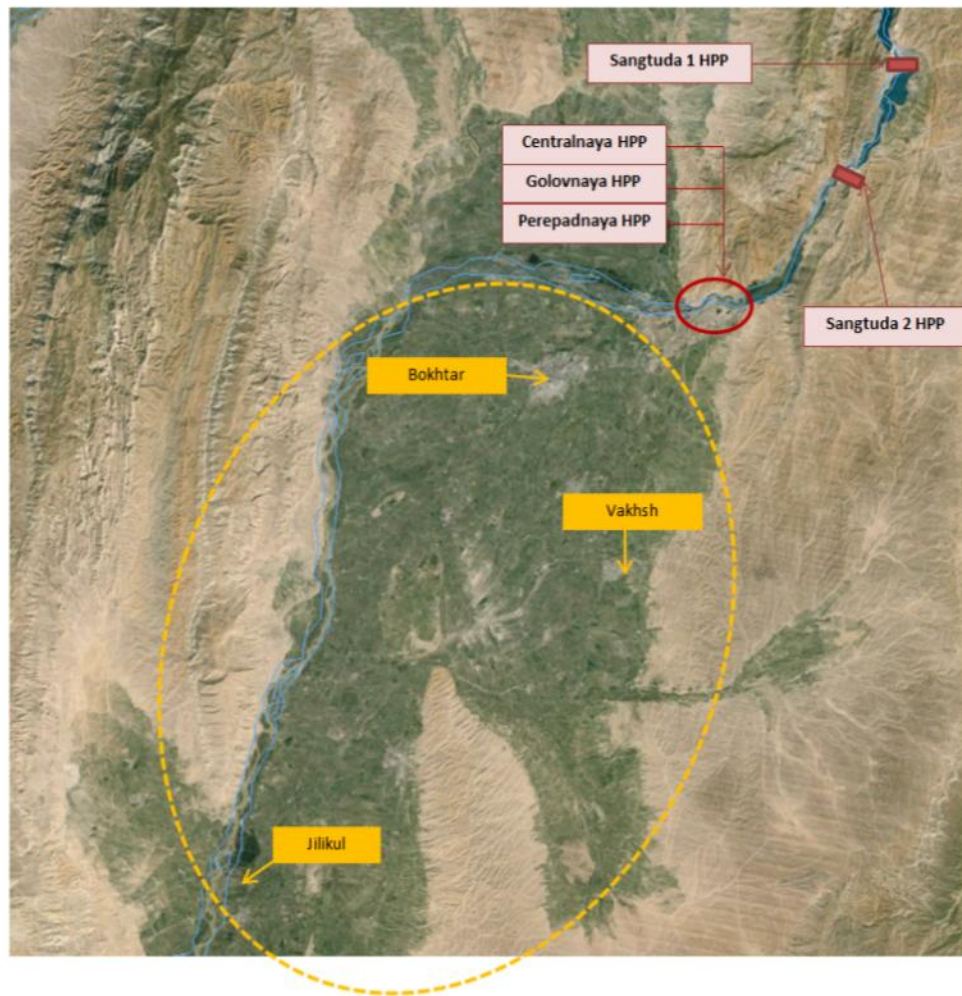 Sangtuda 1 HPP
Centralnaya HPP
Golovnaya HPP
Perepadnaya HPP
Sangtuda 2 HPP
Bokhtar
Vakhsh
Jilikul